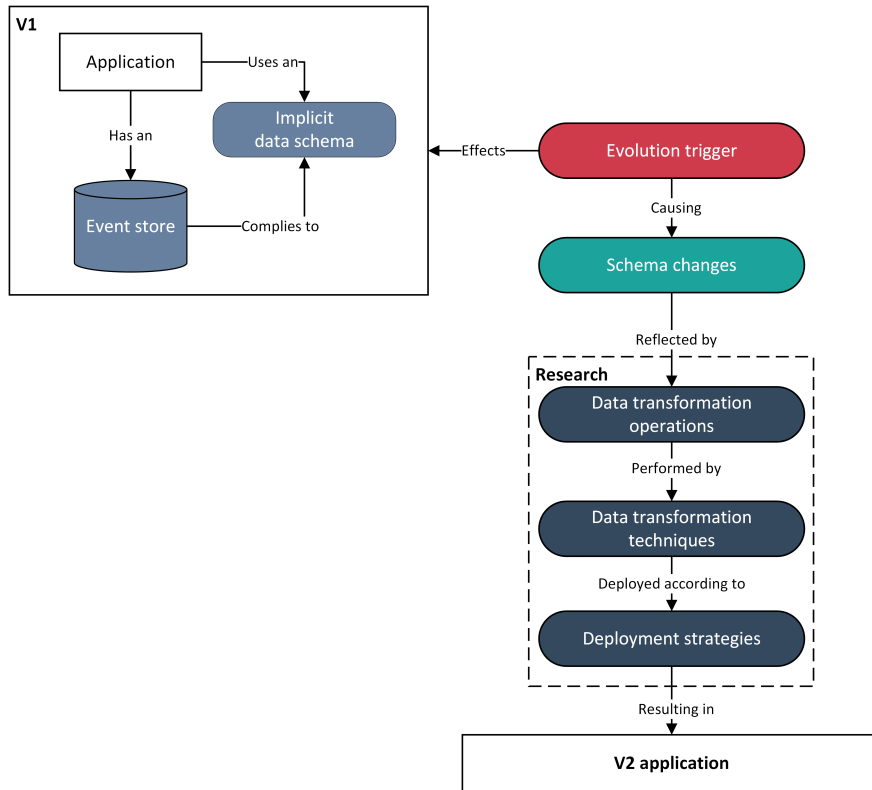 V1
Application
Uses an
Implicit
data schema
Has an
Event store
Complies to
Effects
Evolution trigger
Causing
Schema changes
Reflected by
Research
Data transformation
operations
Performed by
Data transformation
techniques
Deployed according to
Deployment strategies
Resulting in
V2 application